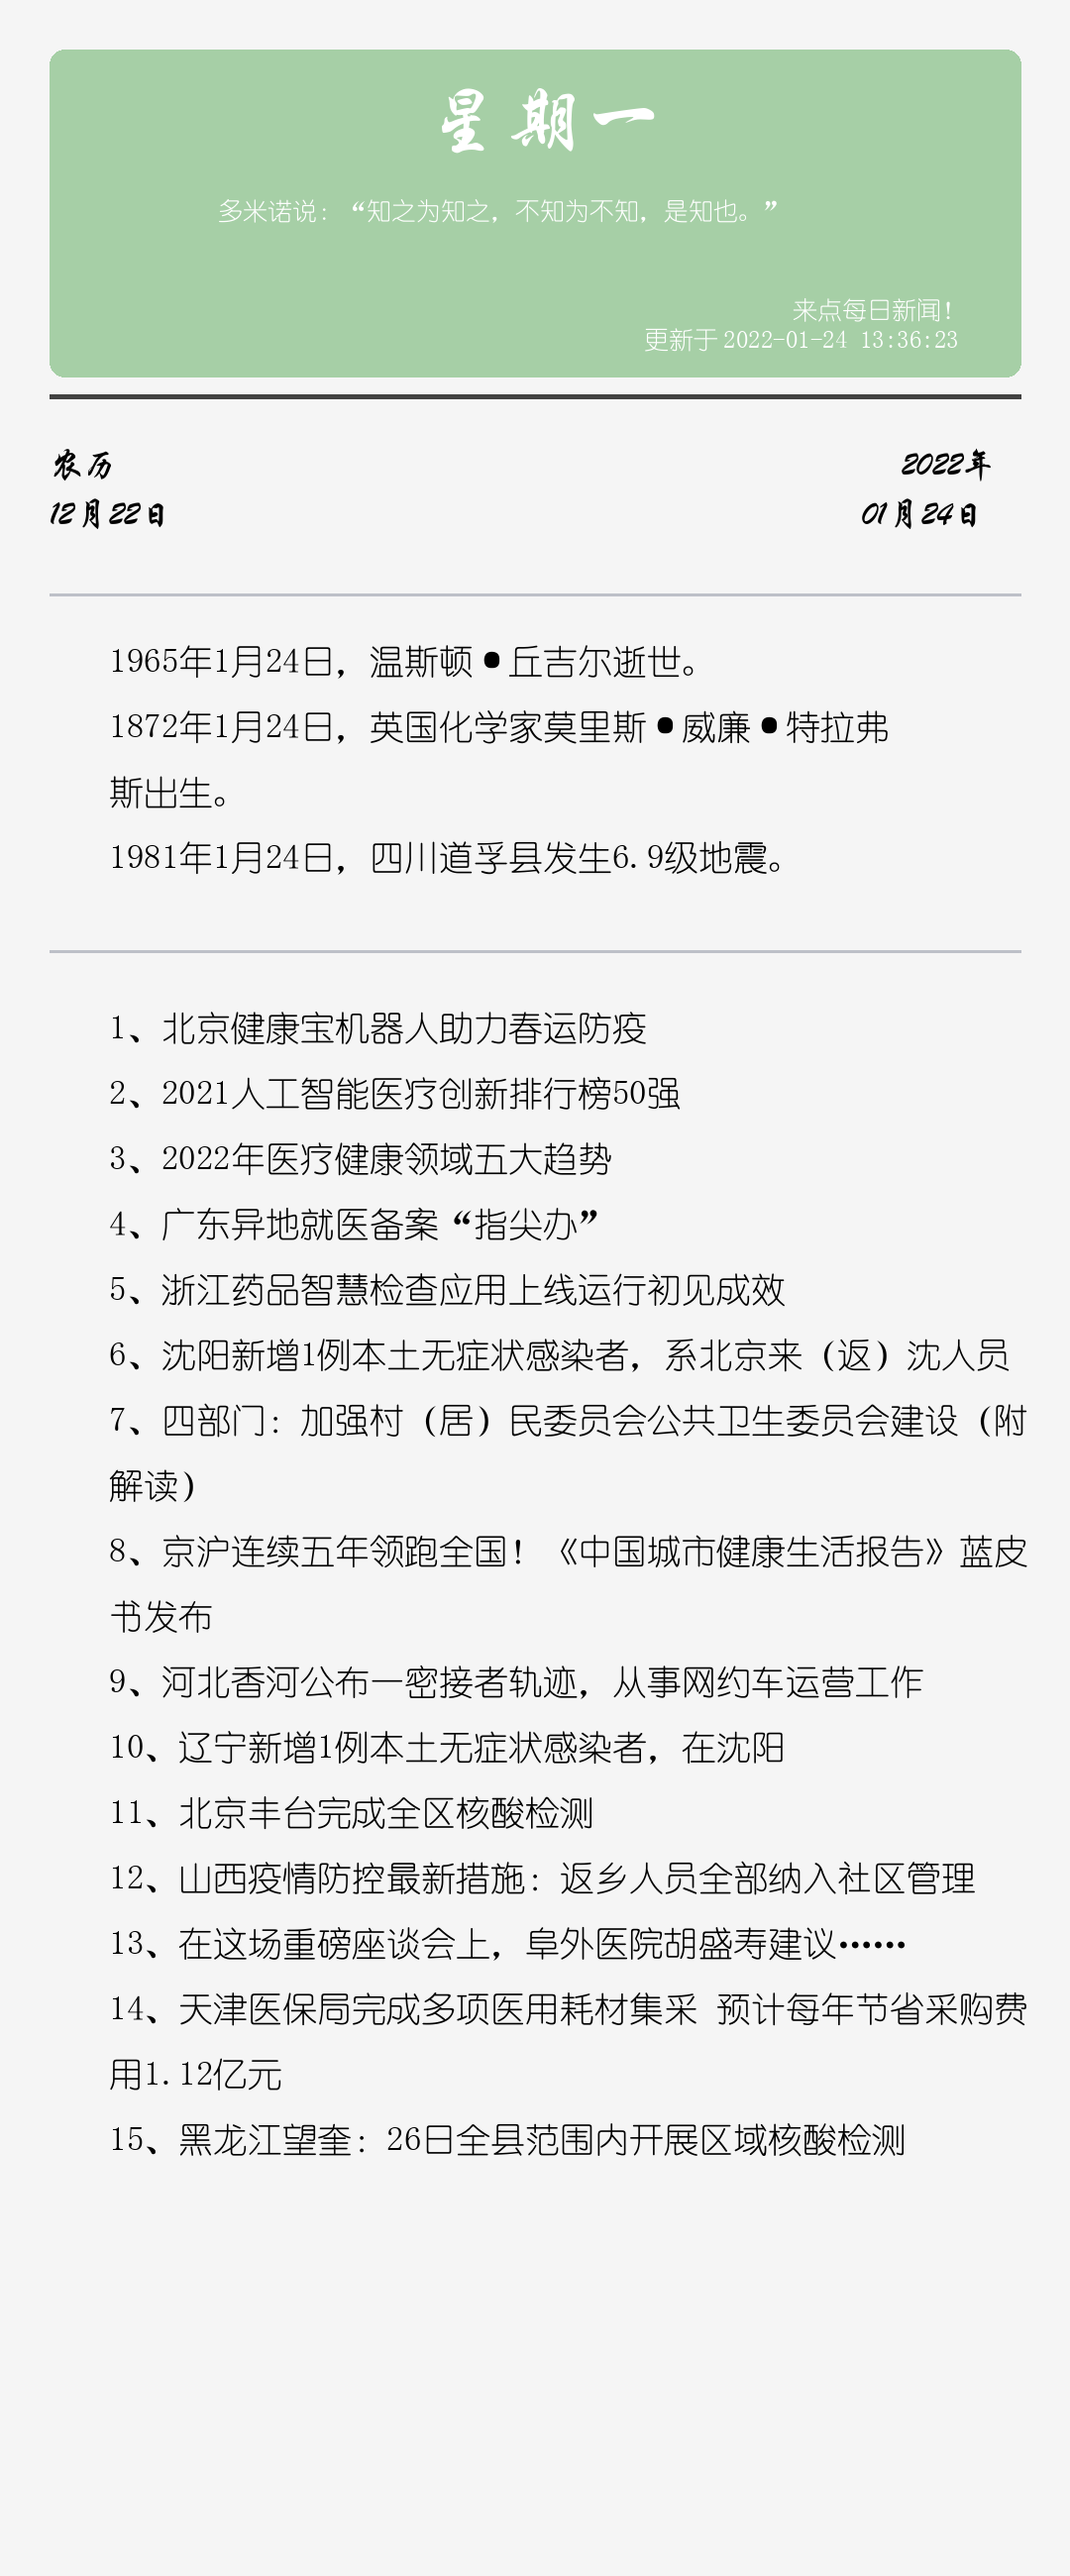 星期一
多米诺说：“知之为知之，不知为不知，是知也。”
来点每日新闻！
更新于 2022-01-24 13:36:23
农历
12月22日
2022年
01月24日
1965年1月24日，温斯顿•丘吉尔逝世。
1872年1月24日，英国化学家莫里斯•威廉•特拉弗
斯出生。
1981年1月24日，四川道孚县发生6.9级地震。
1、北京健康宝机器人助力春运防疫
2、2021人工智能医疗创新排行榜50强
3、2022年医疗健康领域五大趋势
4、广东异地就医备案“指尖办”
5、浙江药品智慧检查应用上线运行初见成效
6、沈阳新增1例本土无症状感染者，系北京来（返）沈人员
7、四部门：加强村（居）民委员会公共卫生委员会建设（附
解读）
8、京沪连续五年领跑全国！《中国城市健康生活报告》蓝皮
书发布
9、河北香河公布一密接者轨迹，从事网约车运营工作
10、辽宁新增1例本土无症状感染者，在沈阳
11、北京丰台完成全区核酸检测
12、山西疫情防控最新措施：返乡人员全部纳入社区管理
13、在这场重磅座谈会上，阜外医院胡盛寿建议……
14、天津医保局完成多项医用耗材集采 预计每年节省采购费
用1.12亿元
15、黑龙江望奎：26日全县范围内开展区域核酸检测